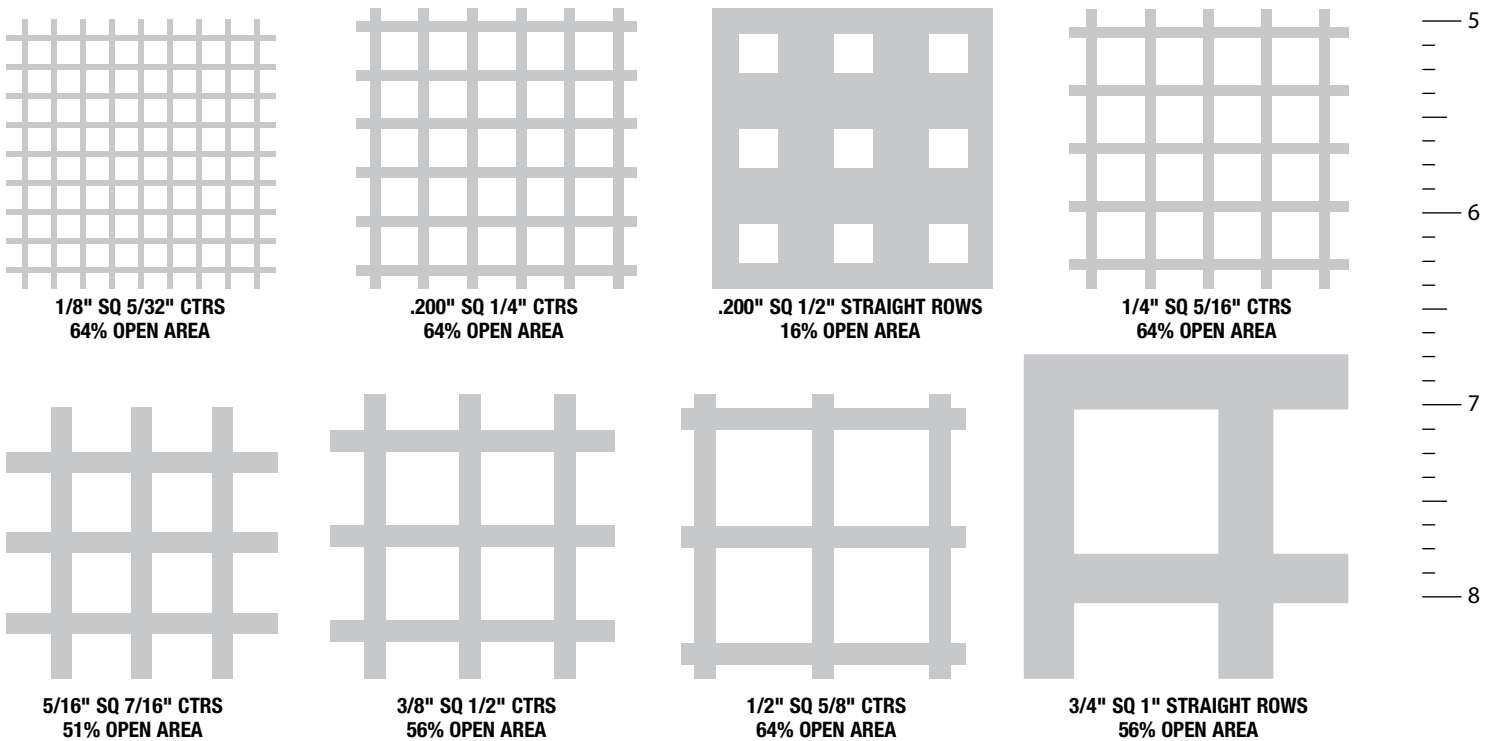 1/8" SQ 5/32" CTRS
64% OPEN AREA
.200" SQ 1/4" CTRS
64% OPEN AREA
.200" SQ 1/2" STRAIGHT ROWS
16% OPEN AREA
1/4" SQ 5/16" CTRS
64% OPEN AREA
5/16" SQ 7/16" CTRS
51% OPEN AREA
3/8" SQ 1/2" CTRS
56% OPEN AREA
1/2" SQ 5/8" CTRS
64% OPEN AREA
3/4" SQ 1" STRAIGHT ROWS
56% OPEN AREA
5
6
7
8